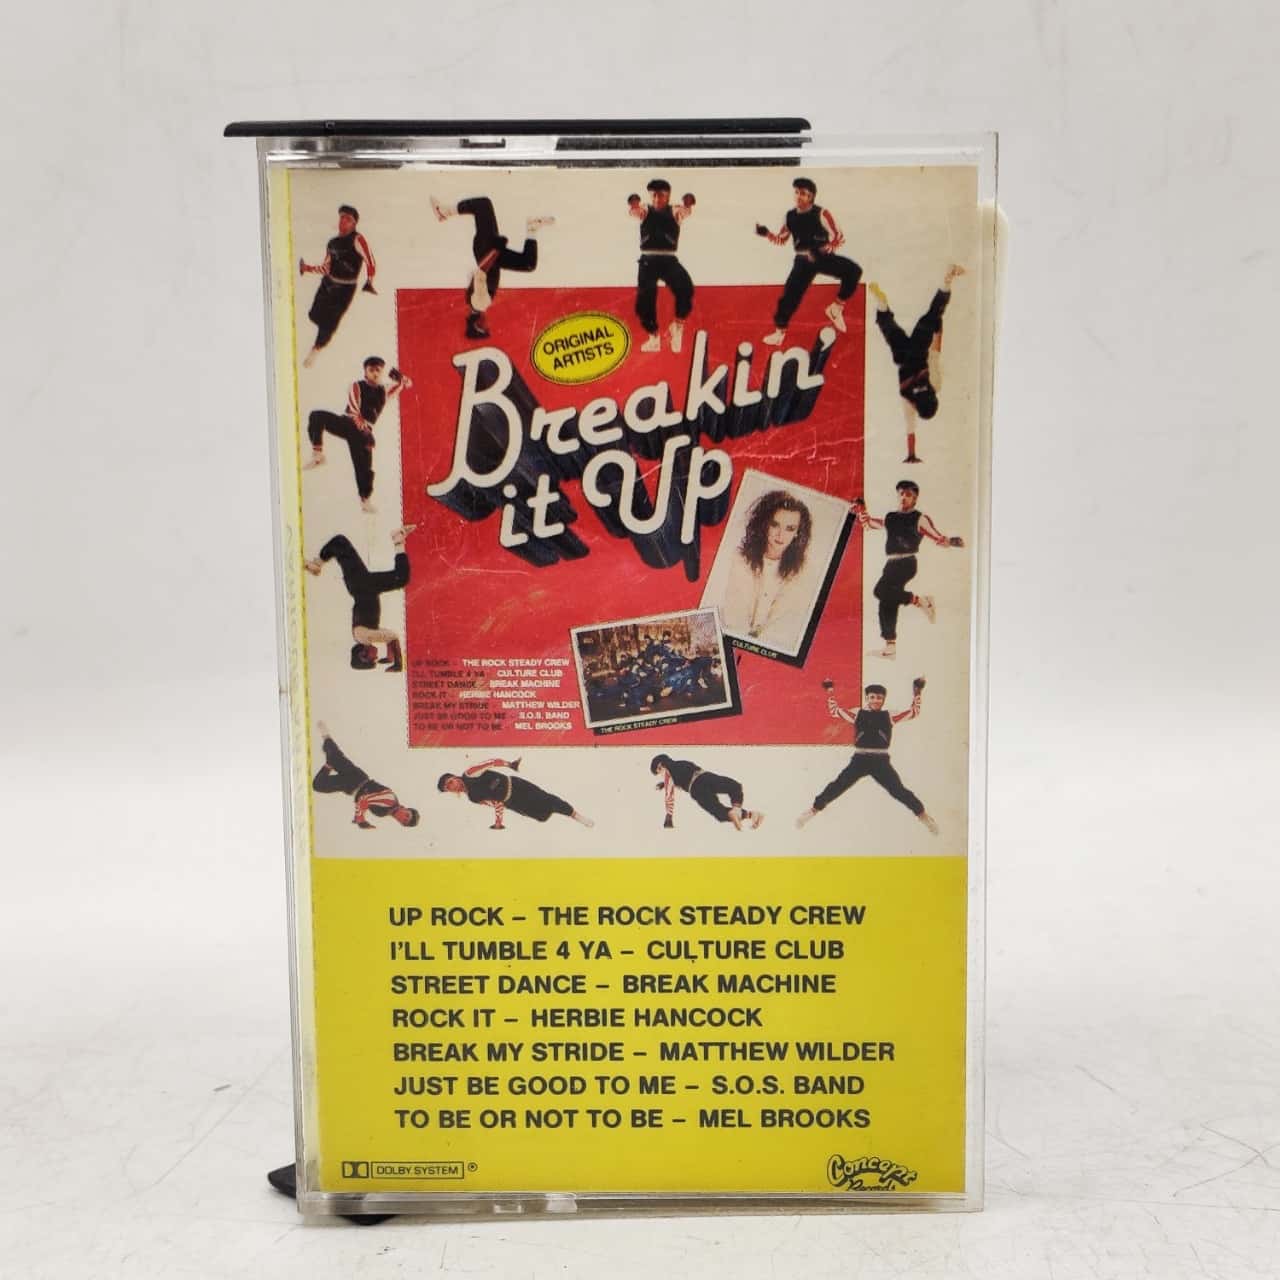 ORIGINAL
ARTISTS
Breakin'
it Up
CULTURE CLUB
THE ROCK STEADY CREW
UP ROCK – THE ROCK STEADY CREW
I'LL TUMBLE 4 YA – CULTURE CLUB
STREET DANCE – BREAK MACHINE
ROCK IT – HERBIE HANCOCK
BREAK MY STRIDE – MATTHEW WILDER
JUST BE GOOD TO ME – S.O.S. BAND
TO BE OR NOT TO BE – MEL BROOKS
UP ROCK – THE ROCK STEADY CREW
I'LL TUMBLE 4 YA – CULTURE CLUB
STREET DANCE – BREAK MACHINE
ROCK IT – HERBIE HANCOCK
BREAK MY STRIDE – MATTHEW WILDER
JUST BE GOOD TO ME – S.O.S. BAND
TO BE OR NOT TO BE – MEL BROOKS
DOLBY SYSTEM ®
Concept
Records